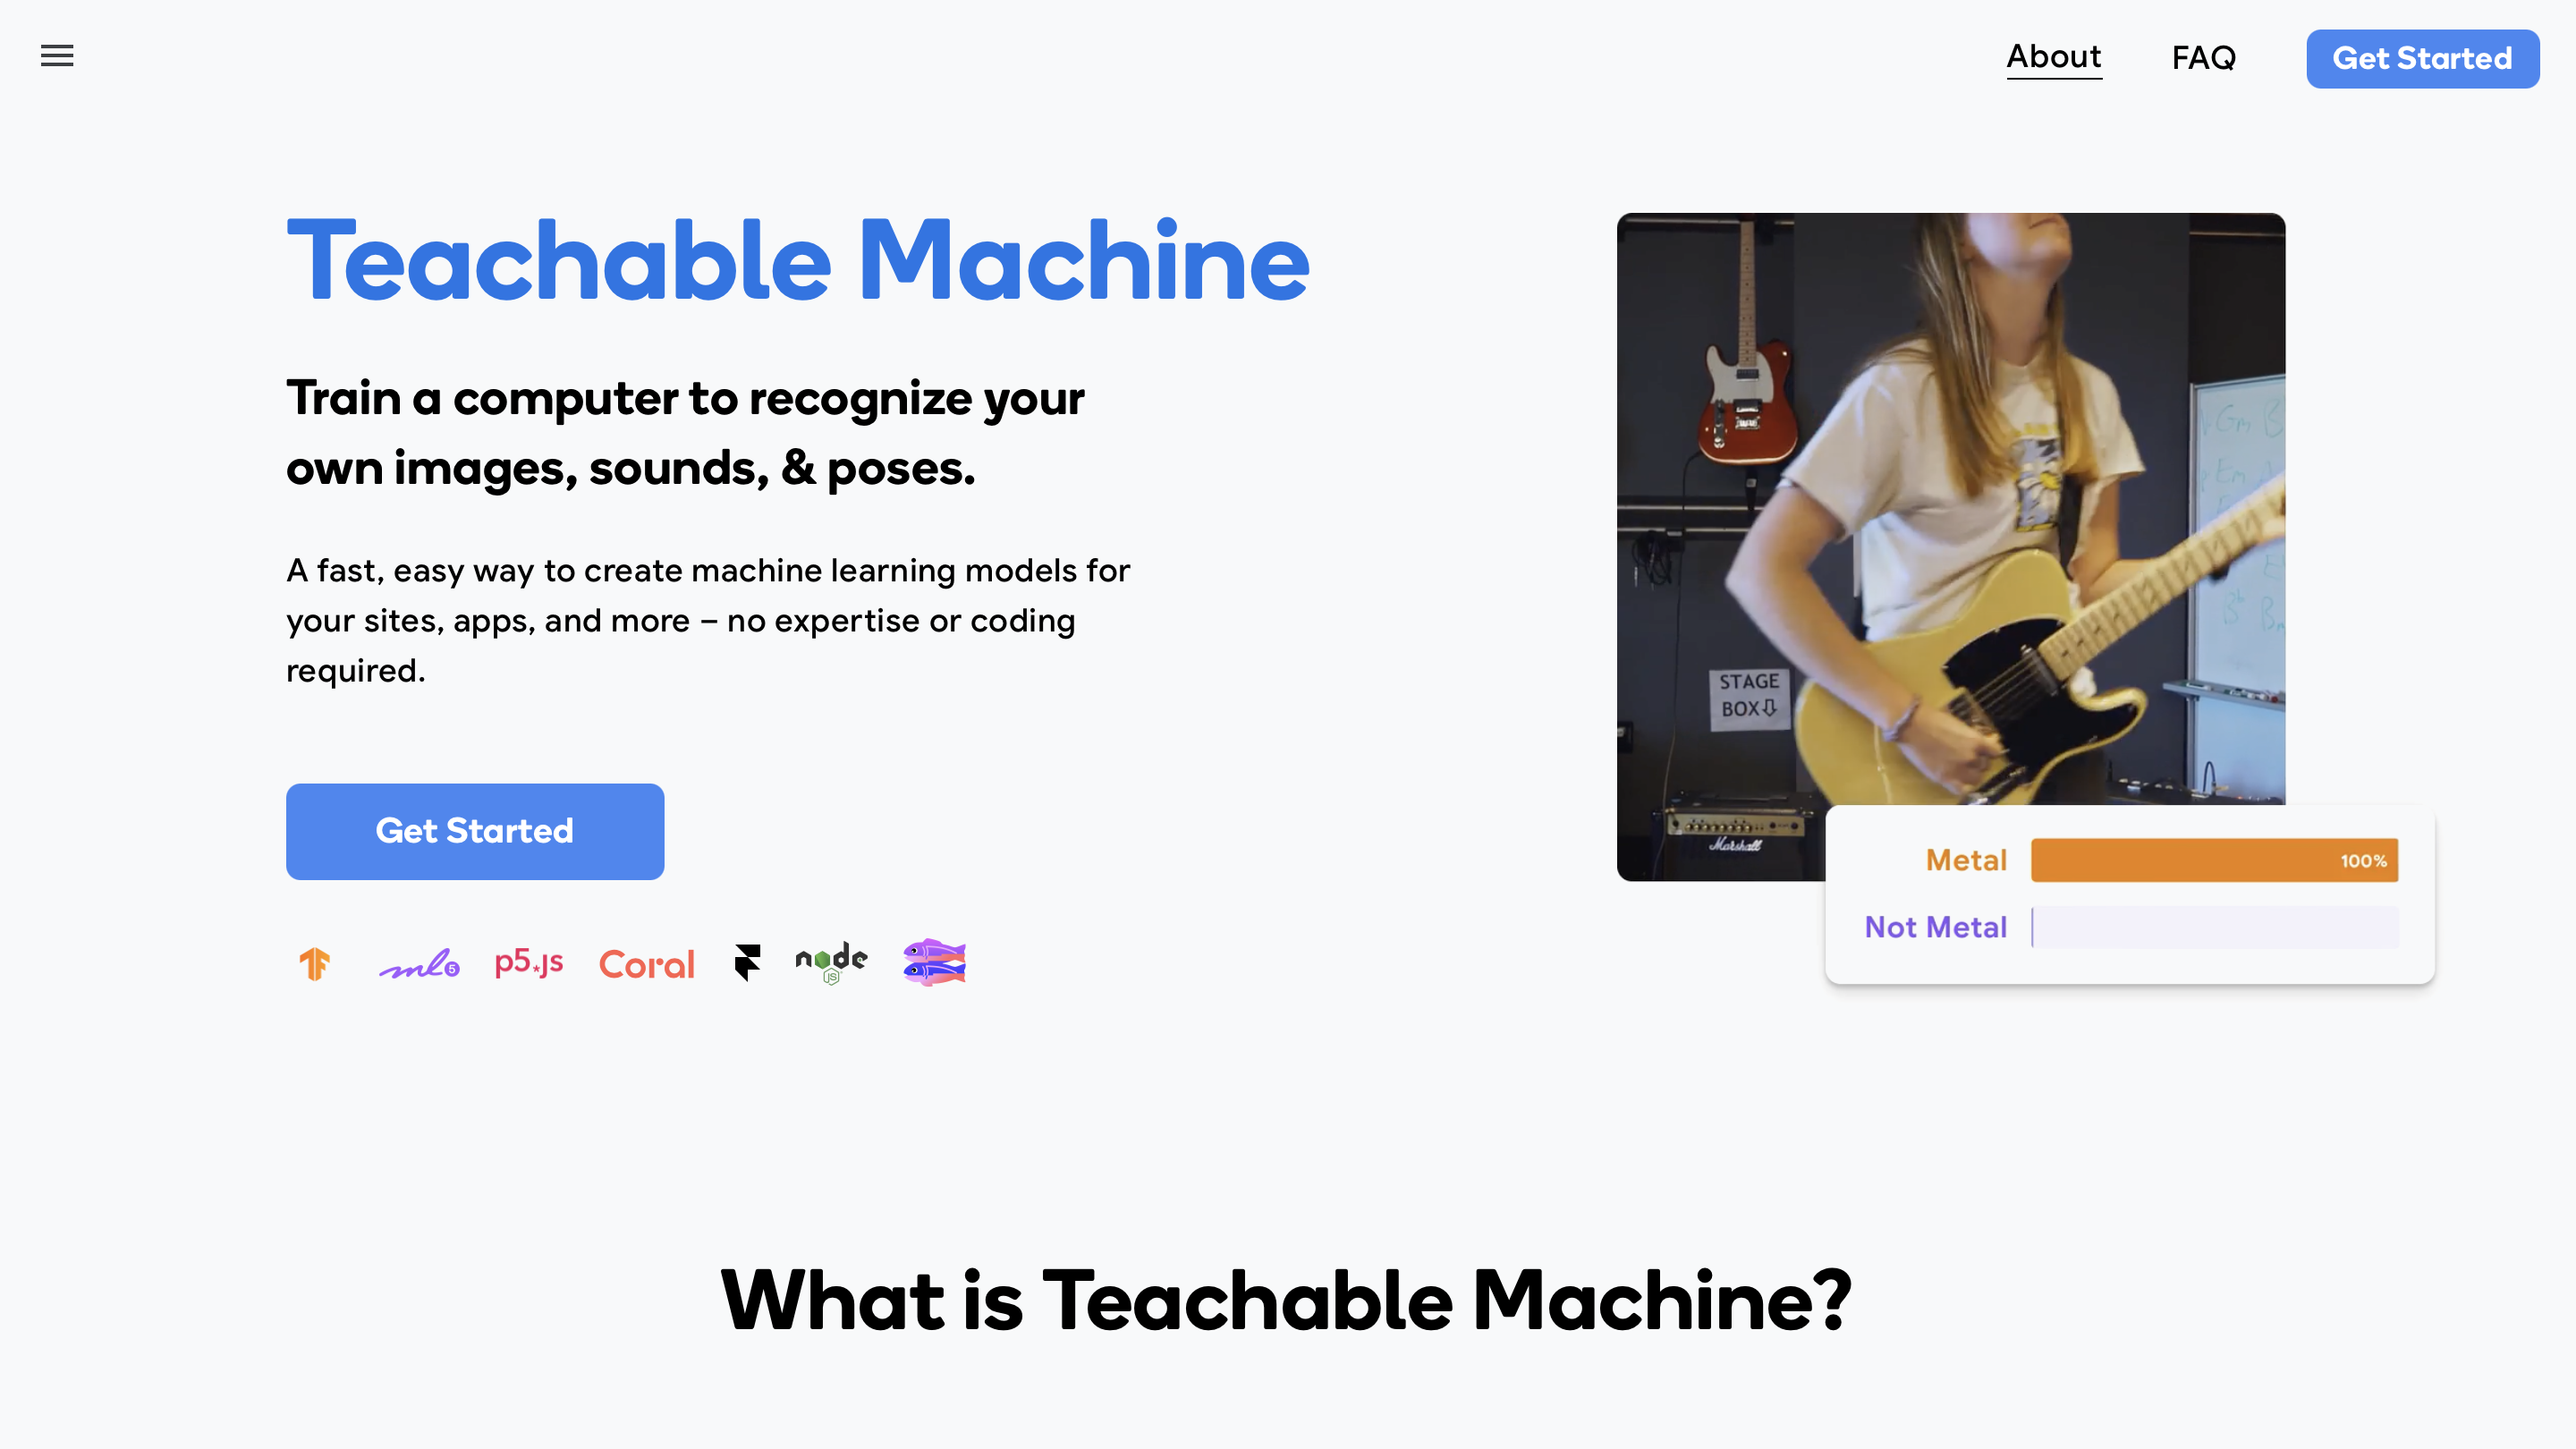 About
FAQ
Get Started
Teachable Machine
Train a computer to recognize your
own images, sounds, & poses.
A fast, easy way to create machine learning models for
your sites, apps, and more – no expertise or coding
required.
Get Started
ml5
p5*js
Coral
node
JS
STAGE
BOX⇩
Marshall
Metal
100%
Not Metal
What is Teachable Machine?